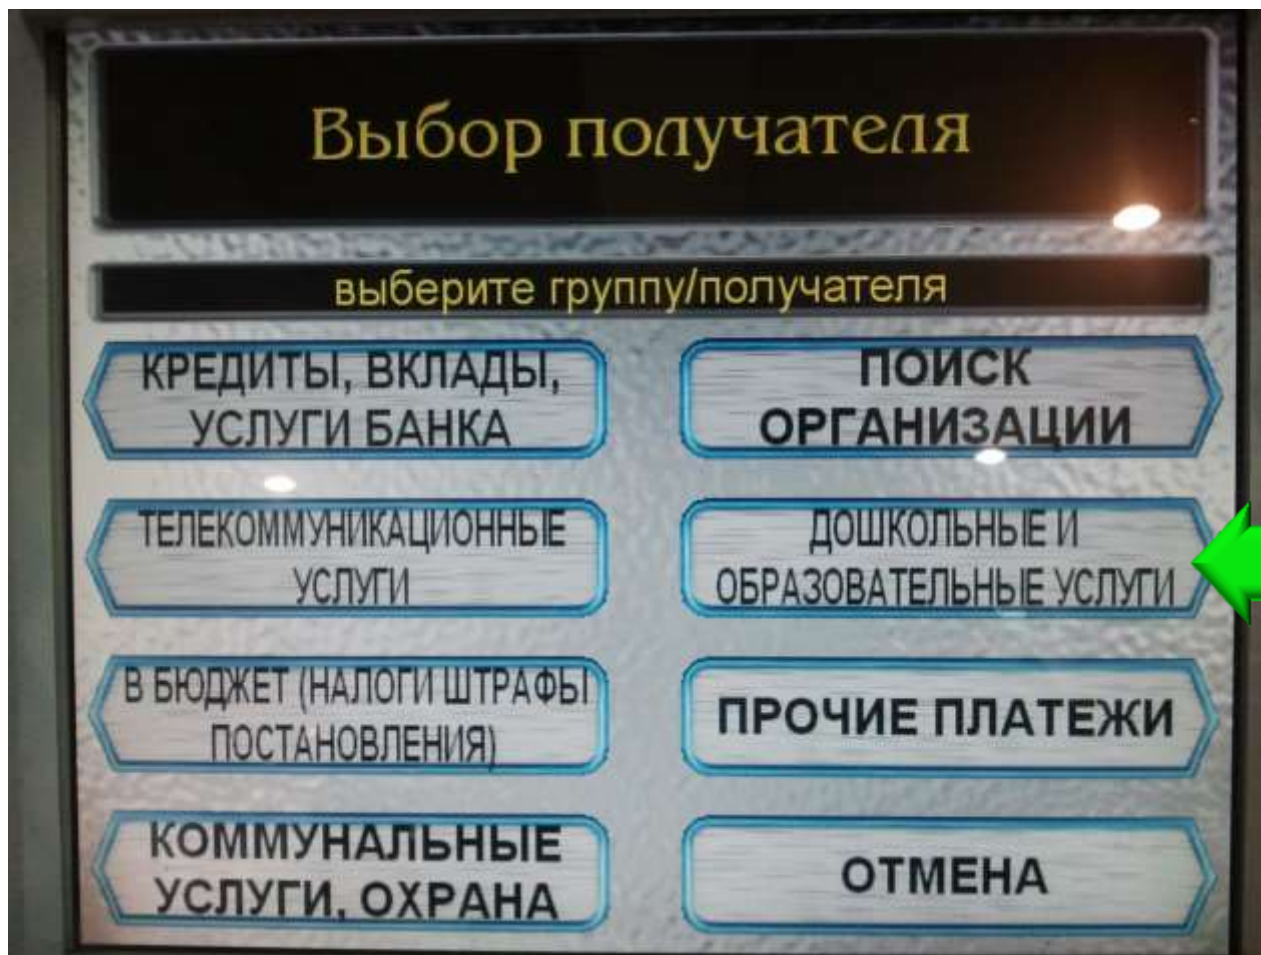 Выбор получателя
выберите группу/получателя
КРЕДИТЫ, ВКЛАДЫ,
УСЛУГИ БАНКА
ПОИСК
ОРГАНИЗАЦИИ
ТЕЛЕКОММУНИКАЦИОННЫЕ
УСЛУГИ
ДОШКОЛЬНЫЕ И
ОБРАЗОВАТЕЛЬНЫЕ УСЛУГИ
В БЮДЖЕТ (НАЛОГИ ШТРАФЫ
ПОСТАНОВЛЕНИЯ)
ПРОЧИЕ ПЛАТЕЖИ
КОММУНАЛЬНЫЕ
УСЛУГИ, ОХРАНА
ОТМЕНА